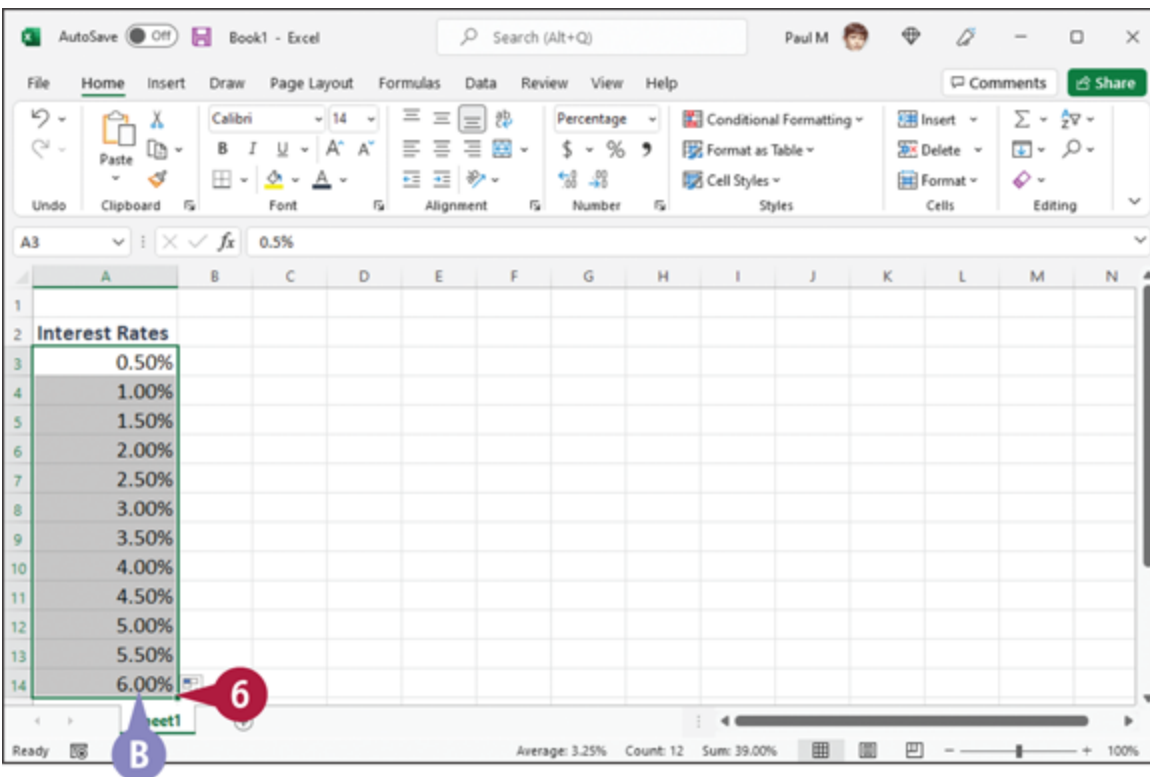 AutoSave Off Book1 - Excel Search (Alt+Q) Paul M
File Home Insert Draw Page Layout Formulas Data Review View Help Comments Share
Calibri 14 Percentage Conditional Formatting Insert
Paste B I U A A $ % 9 Format as Table Delete
A Cell Styles Format
Undo Clipboard Font Alignment Number Styles Cells Editing
A3 fx 0.5%
A B C D E F G H I J K L M N
1
2 Interest Rates
3 0.50%
4 1.00%
5 1.50%
6 2.00%
7 2.50%
8 3.00%
9 3.50%
10 4.00%
11 4.50%
12 5.00%
13 5.50%
14 6.00% 6
eet1
B
Ready Average: 3.25% Count: 12 Sum: 39.00% 100%